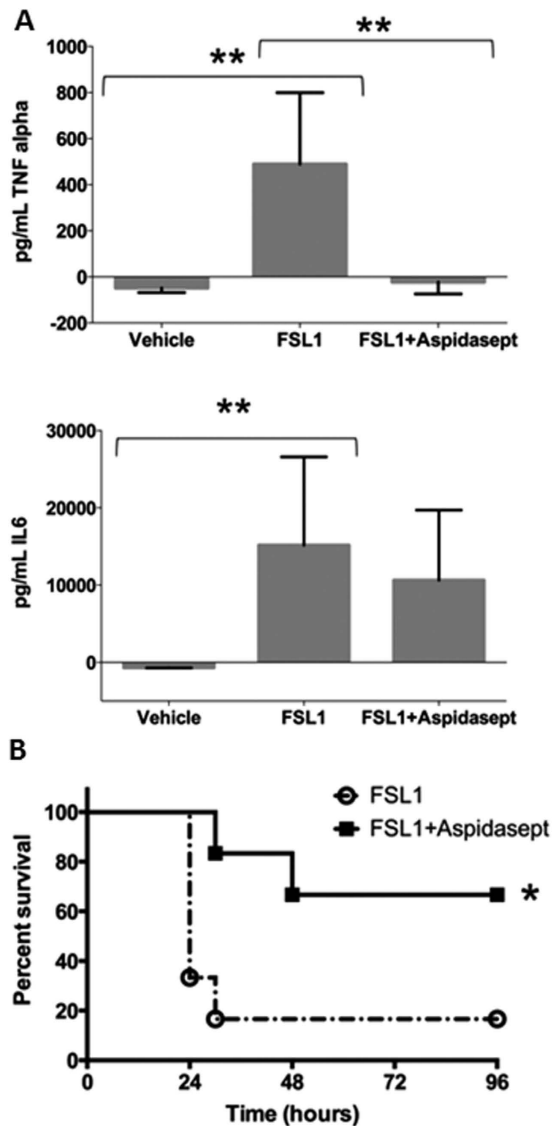 A
**
**
1000
800
600
400
200
0
-200
pg/mL TNF alpha
Vehicle FSL1 FSL1+Aspidasept
**
30000
20000
10000
0
pg/mL IL6
Vehicle FSL1 FSL1+Aspidasept
B
FSL1
FSL1+Aspidasept
100
80
60
40
20
0
Percent survival
*
0 24 48 72 96
Time (hours)